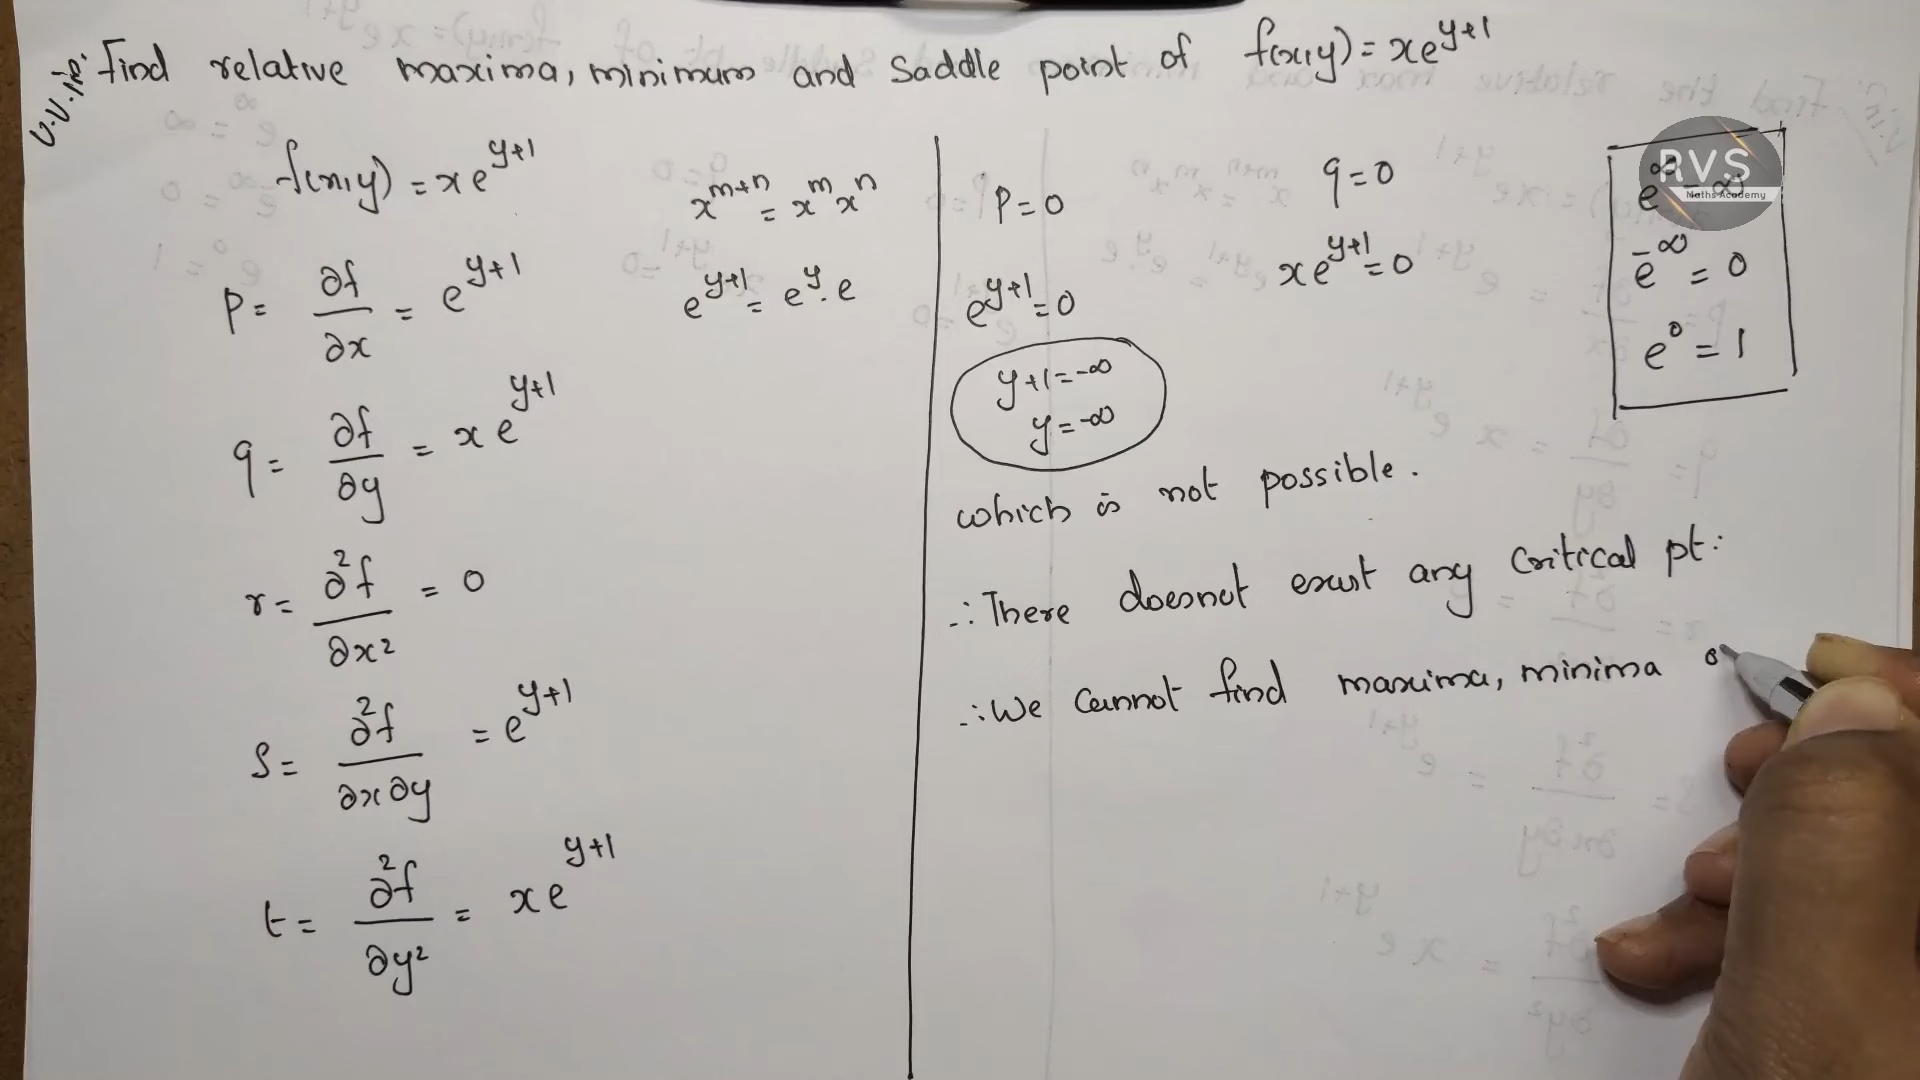 V.V.ip. Find relative maxima, minimum and saddle point of f(x,y) = xe^{y+1}
f(x,y) = xe^{y+1}
x^{m+n} = x^m x^n
P = ∂f/∂x = e^{y+1}
e^{y+1} = e^y . e
q = ∂f/∂y = xe^{y+1}
r = ∂²f/∂x² = 0
S = ∂²f/∂x∂y = e^{y+1}
t = ∂²f/∂y² = xe^{y+1}
P = 0
e^{y+1} = 0
y+1 = -∞
y = -∞
q = 0
xe^{y+1} = 0
which is not possible.
∴ There doesnot exist any Critical pt.
∴ We Cannot find maxima, minima
e^∞ = ∞
e^{-∞} = 0
e^0 = 1
RVS
Maths Academy